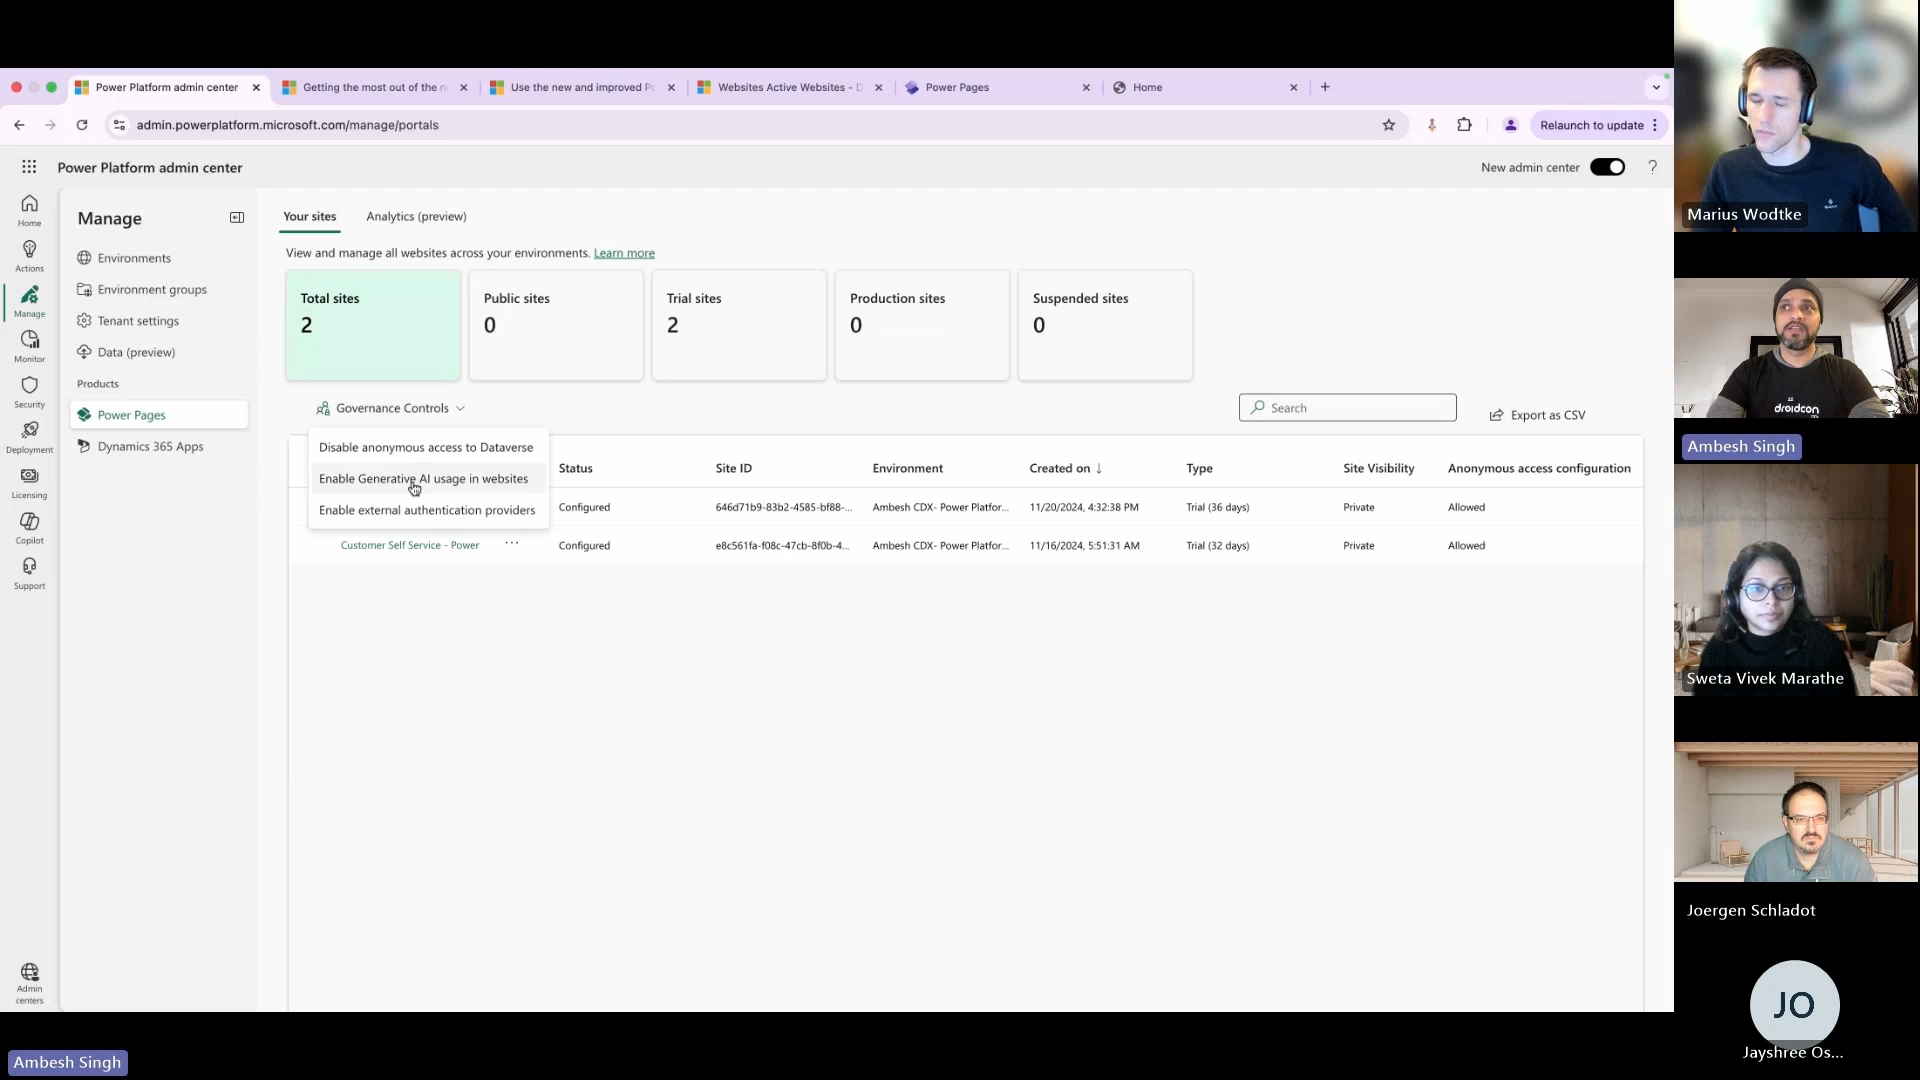 Power Platform admin center
Getting the most out of the n
Use the new and improved Po
Websites Active Websites - D
Power Pages
Home
admin.powerplatform.microsoft.com/manage/portals
Relaunch to update
Power Platform admin center
New admin center
?
Home
Actions
Manage
Monitor
Security
Deployment
Licensing
Copilot
Support
Admin
centers
Manage
Environments
Environment groups
Tenant settings
Data (preview)
Products
Power Pages
Dynamics 365 Apps
Your sites
Analytics (preview)
View and manage all websites across your environments. Learn more
Total sites
2
Public sites
0
Trial sites
2
Production sites
0
Suspended sites
0
Governance Controls
Search
Export as CSV
Disable anonymous access to Dataverse
Enable Generative AI usage in websites
Enable external authentication providers
Status Site ID Environment Created on ↓ Type Site Visibility Anonymous access configuration
Configured 646d71b9-83b2-4585-bf88-... Ambesh CDX- Power Platfor... 11/20/2024, 4:32:38 PM Trial (36 days) Private Allowed
Customer Self Service - Power ... Configured e8c561fa-f08c-47cb-8f0b-4... Ambesh CDX- Power Platfor... 11/16/2024, 5:51:31 AM Trial (32 days) Private Allowed
Marius Wodtke
droidcon
Ambesh Singh
Sweta Vivek Marathe
Joergen Schladot
JO
Jayshree Os...
Ambesh Singh